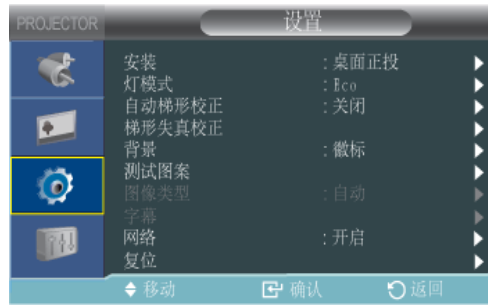 PROJECTOR 设置
安装 : 桌面正投
灯模式 : Eco
自动梯形校正 : 关闭
梯形失真校正
背景 : 徽标
测试图案
图像类型 : 自动
字幕
网络 : 开启
复位
移动 确认 返回